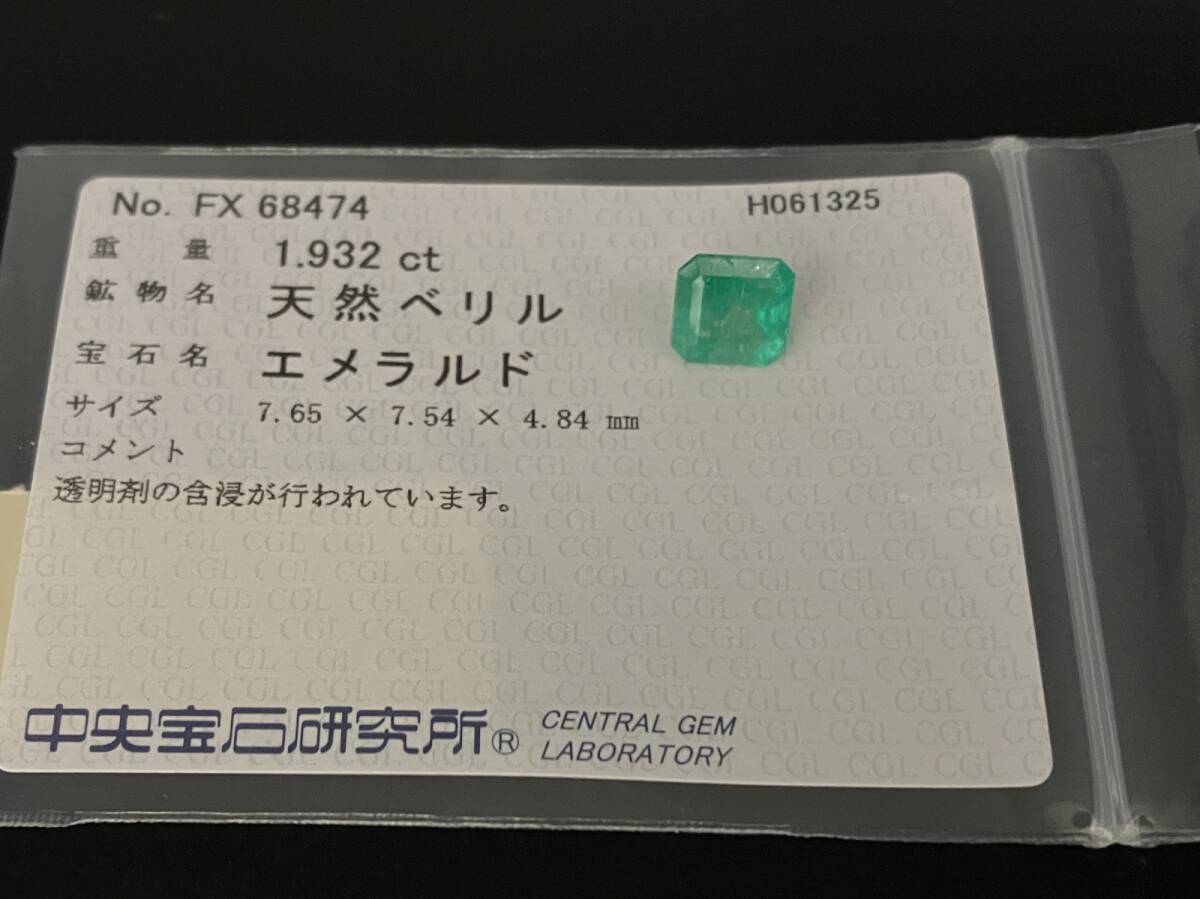 No. FX 68474 H061325
重量 1.932 ct
鉱物名 天然ベリル
宝石名 エメラルド
サイズ 7.65 × 7.54 × 4.84 mm
コメント
透明剤の含浸が行われています。
中央宝石研究所® CENTRAL GEM
LABORATORY